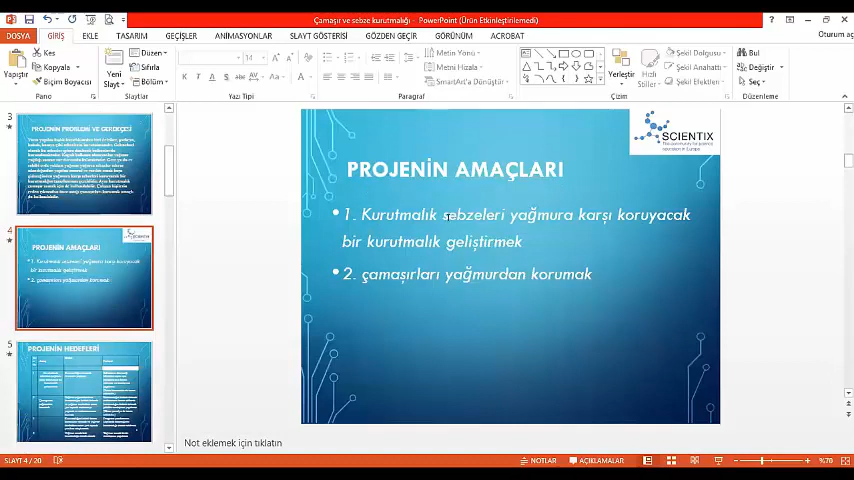 Çamaşır ve sebze kurutmalığı - PowerPoint (Ürün Etkinleştirilemedi)
DOSYA GİRİŞ EKLE TASARIM GEÇİŞLER ANİMASYONLAR SLAYT GÖSTERİSİ GÖZDEN GEÇİR GÖRÜNÜM ACROBAT Oturum aç
Yapıştır
Kes
Kopyala
Biçim Boyacısı
Pano
Yeni
Slayt
Düzen
Sıfırla
Bölüm
Slaytlar
14
K T A S abc AV Aa A
Yazı Tipi
Metin Yönü
Metni Hizala
SmartArt'a Dönüştür
Paragraf
Yerleştir
Hızlı
Stiller
Şekil Dolgusu
Şekil Anahattı
Şekil Efektleri
Çizim
Bul
Değiştir
Seç
Düzenleme
3
PROJENİN PROBLEMİ VE GEREKÇESİ
4
PROJENİN AMAÇLARI
1. Kurutmalık sebzeleri yağmura karşı koruyacak
bir kurutmalık geliştirmek
2. çamaşırları yağmurdan korumak
5
PROJENİN HEDEFLERİ
SCIENTIX
The community for science
education in Europe
PROJENİN AMAÇLARI
• 1. Kurutmalık sebzeleri yağmura karşı koruyacak
bir kurutmalık geliştirmek
• 2. çamaşırları yağmurdan korumak
Not eklemek için tıklatın
SLAYT 4 / 20
NOTLAR
AÇIKLAMALAR
%70